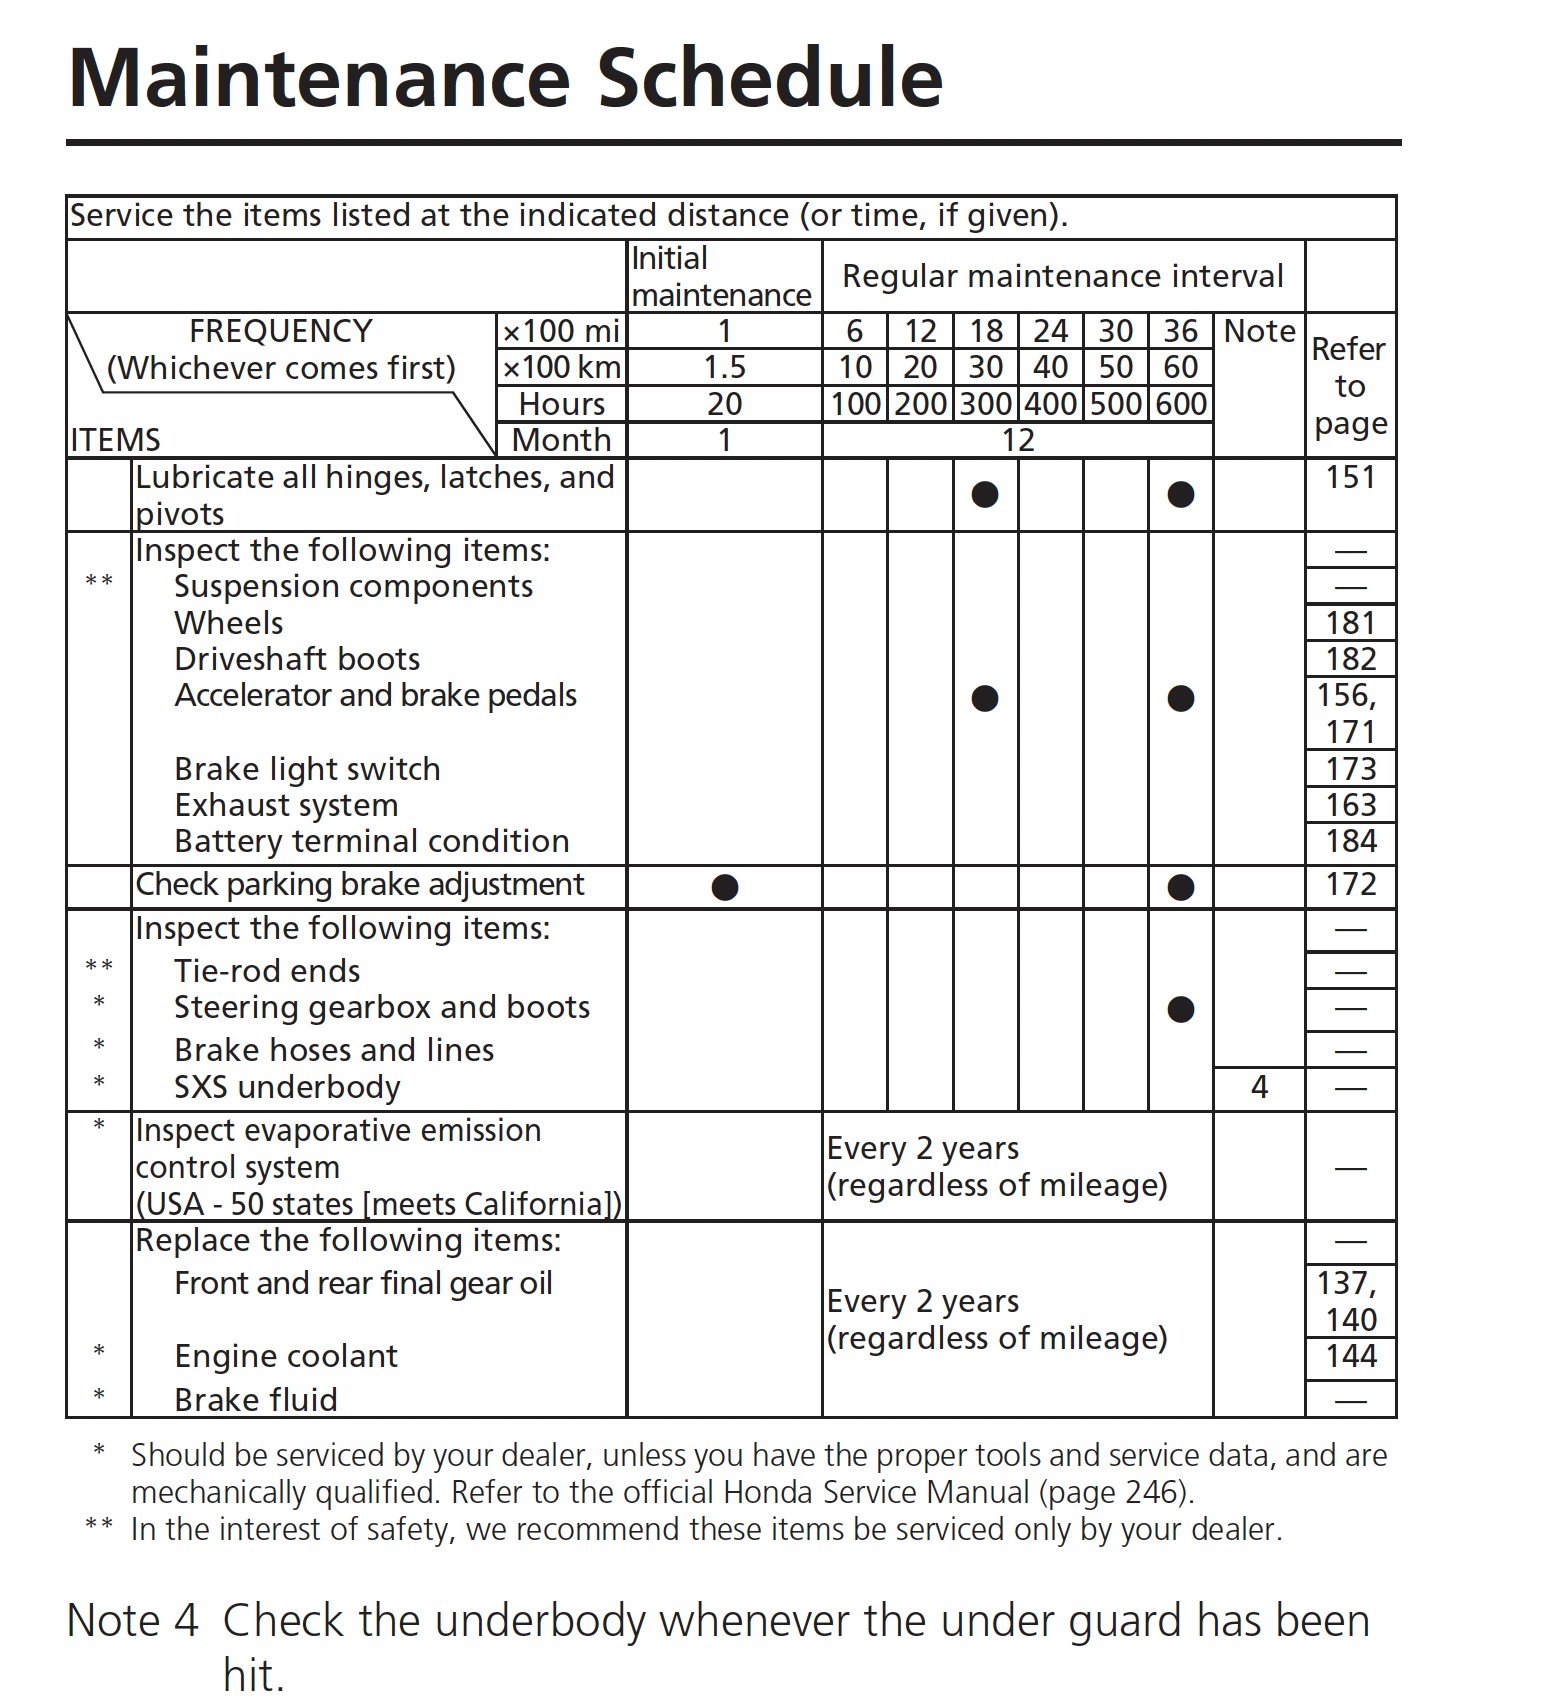 Maintenance Schedule
Service the items listed at the indicated distance (or time, if given).
Initial
maintenance
Regular maintenance interval
FREQUENCY
(Whichever comes first)
ITEMS
×100 mi 1 6 12 18 24 30 36 Note
×100 km 1.5 10 20 30 40 50 60
Hours 20 100 200 300 400 500 600
Month 1 12
Refer
to
page
Lubricate all hinges, latches, and
pivots
● ● 151
Inspect the following items: —
** Suspension components —
Wheels 181
Driveshaft boots 182
Accelerator and brake pedals ● ● 156,
171
Brake light switch 173
Exhaust system 163
Battery terminal condition 184
Check parking brake adjustment ● ● 172
Inspect the following items: —
** Tie-rod ends —
* Steering gearbox and boots ● —
* Brake hoses and lines —
* SXS underbody 4 —
* Inspect evaporative emission
control system
(USA - 50 states [meets California])
Every 2 years
(regardless of mileage)
—
Replace the following items: —
Front and rear final gear oil 137,
140
Every 2 years
(regardless of mileage)
* Engine coolant 144
* Brake fluid —
* Should be serviced by your dealer, unless you have the proper tools and service data, and are
mechanically qualified. Refer to the official Honda Service Manual (page 246).
** In the interest of safety, we recommend these items be serviced only by your dealer.
Note 4 Check the underbody whenever the under guard has been
hit.